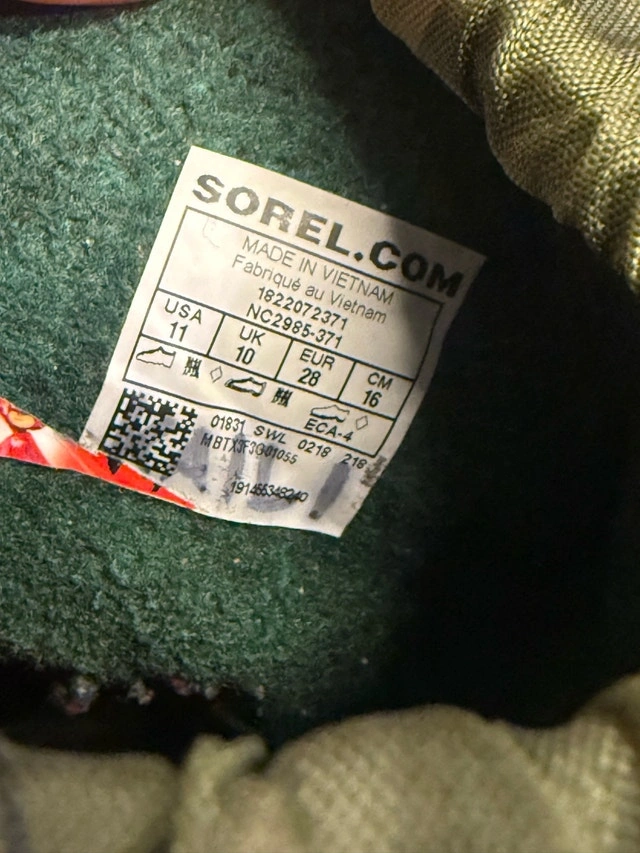 SOREL.COM
MADE IN VIETNAM
Fabriqué au Vietnam
1822072371
NC2985-371
USA UK EUR CM
11 10 28 16
ECA-4
01831 SWL 0218 218
MBTX3F3G01055
191455348240